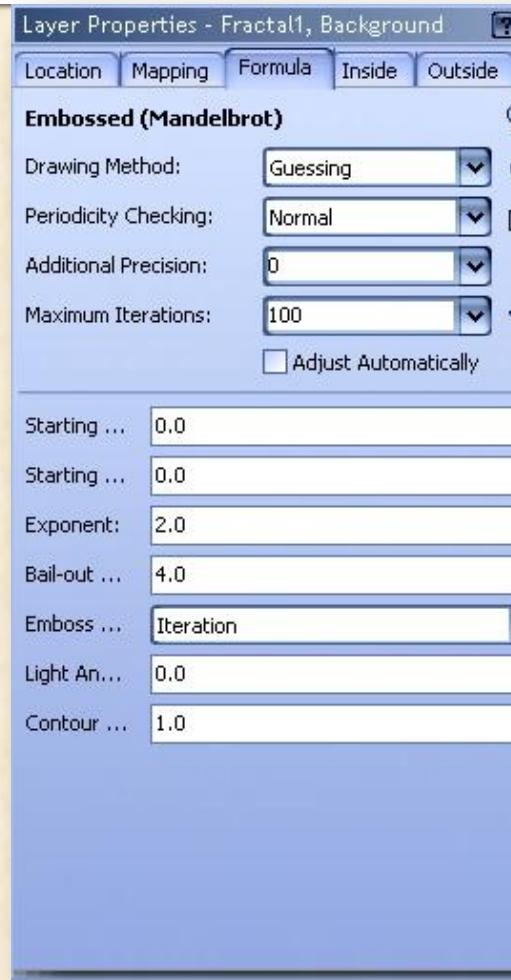 Layer Properties - Fractal1, Background ?
Location Mapping Formula Inside Outside
Embossed (Mandelbrot)
Drawing Method: Guessing
Periodicity Checking: Normal
Additional Precision: 0
Maximum Iterations: 100
Adjust Automatically
Starting ... 0.0
Starting ... 0.0
Exponent: 2.0
Bail-out ... 4.0
Emboss ... Iteration
Light An... 0.0
Contour ... 1.0